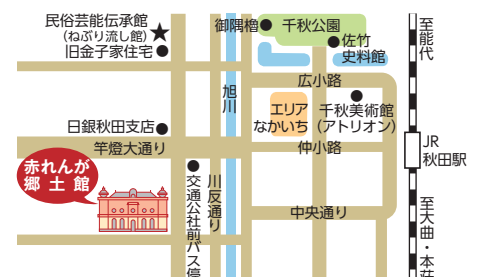 民俗芸能伝承館
（ねぶり流し館）
旧金子家住宅
御隅櫓
千秋公園
佐竹
史料館
至能代
広小路
旭川
エリア
なかいち
千秋美術館
（アトリオン）
日銀秋田支店
竿燈大通り
仲小路
JR
秋田駅
赤れんが
郷土館
交通公社前バス停
川反通り
中央通り
至大曲・本荘